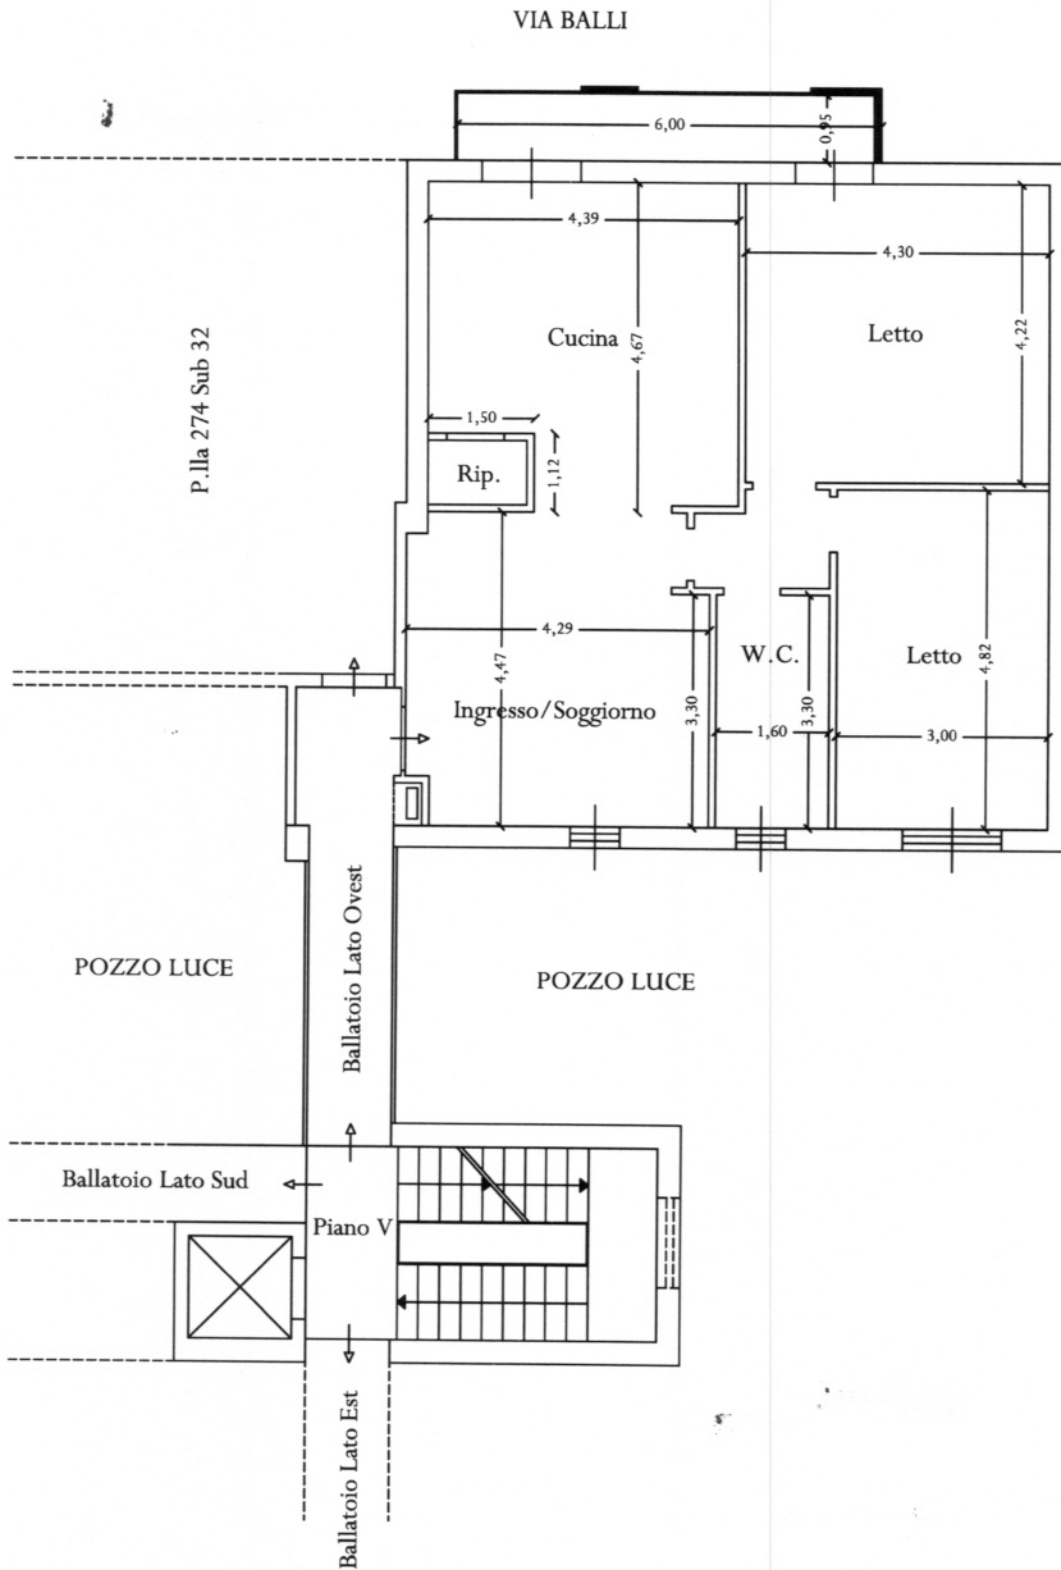 VIA BALLI
6,00
0,95
4,39
4,30
Cucina
4,67
Letto
4,22
P.lla 274 Sub 32
1,50
Rip.
1,12
4,29
4,47
W.C.
Letto
4,82
Ingresso/Soggiorno
3,30
3,30
1,60
3,00
Ballatoio Lato Ovest
POZZO LUCE
POZZO LUCE
Ballatoio Lato Sud
Piano V
Ballatoio Lato Est